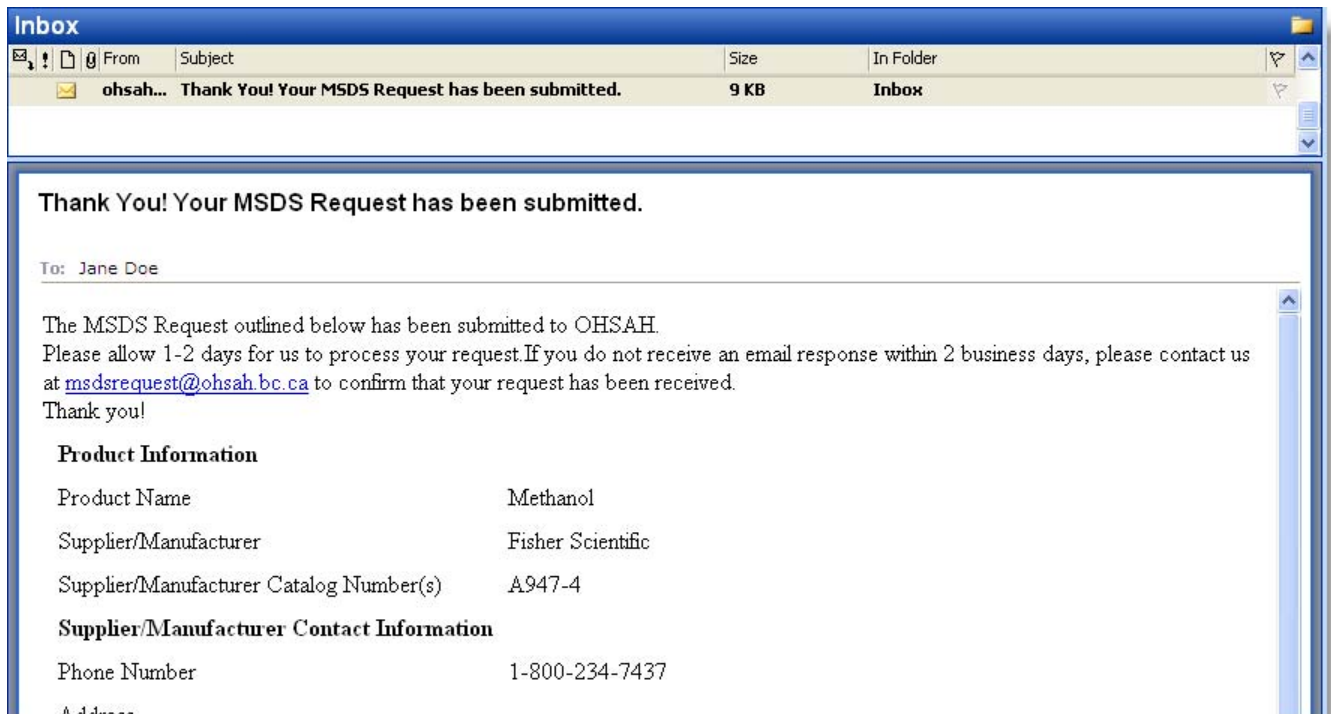 Inbox
! From Subject Size In Folder
ohsah... Thank You! Your MSDS Request has been submitted. 9 KB Inbox
Thank You! Your MSDS Request has been submitted.
To: Jane Doe
The MSDS Request outlined below has been submitted to OHSAH.
Please allow 1-2 days for us to process your request.If you do not receive an email response within 2 business days, please contact us
at msdsrequest@ohsah.bc.ca to confirm that your request has been received.
Thank you!
Product Information
Product Name Methanol
Supplier/Manufacturer Fisher Scientific
Supplier/Manufacturer Catalog Number(s) A947-4
Supplier/Manufacturer Contact Information
Phone Number 1-800-234-7437